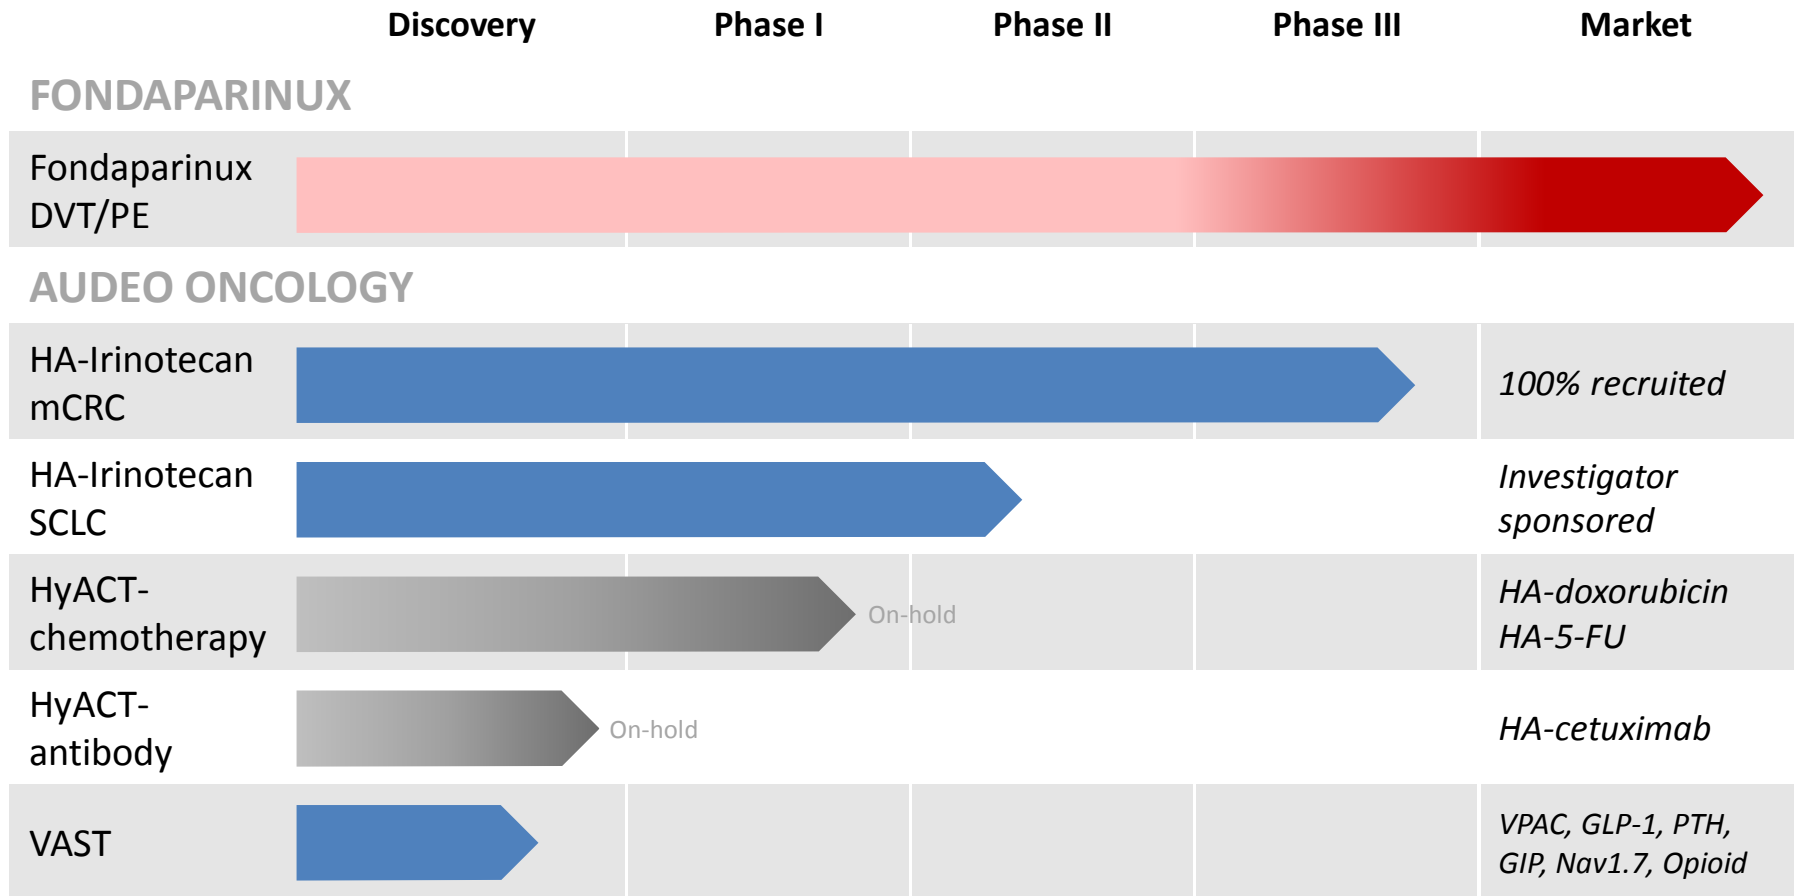 Discovery Phase I Phase II Phase III Market
FONDAPARINUX
Fondaparinux
DVT/PE
AUDEO ONCOLOGY
HA-Irinotecan
mCRC
100% recruited
HA-Irinotecan
SCLC
Investigator
sponsored
HyACT-
chemotherapy
On-hold
HA-doxorubicin
HA-5-FU
HyACT-
antibody
On-hold
HA-cetuximab
VAST
VPAC, GLP-1, PTH,
GIP, Nav1.7, Opioid